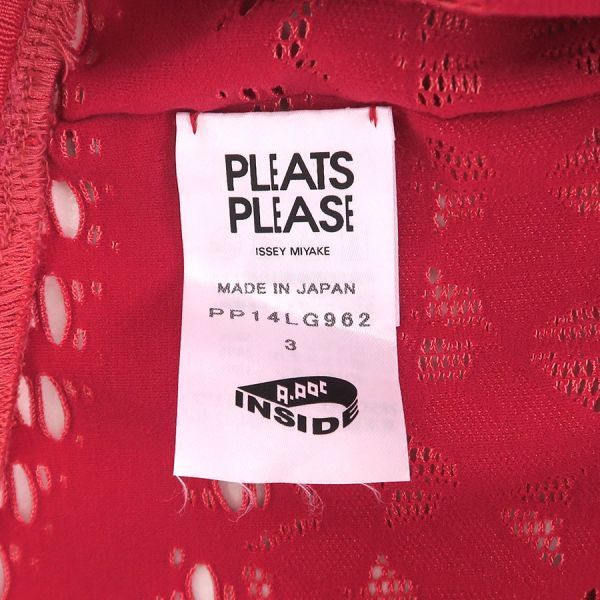 PLEATS
PLEASE
ISSEY MIYAKE
MADE IN JAPAN
PP14LG962
3
A-POC
INSIDE